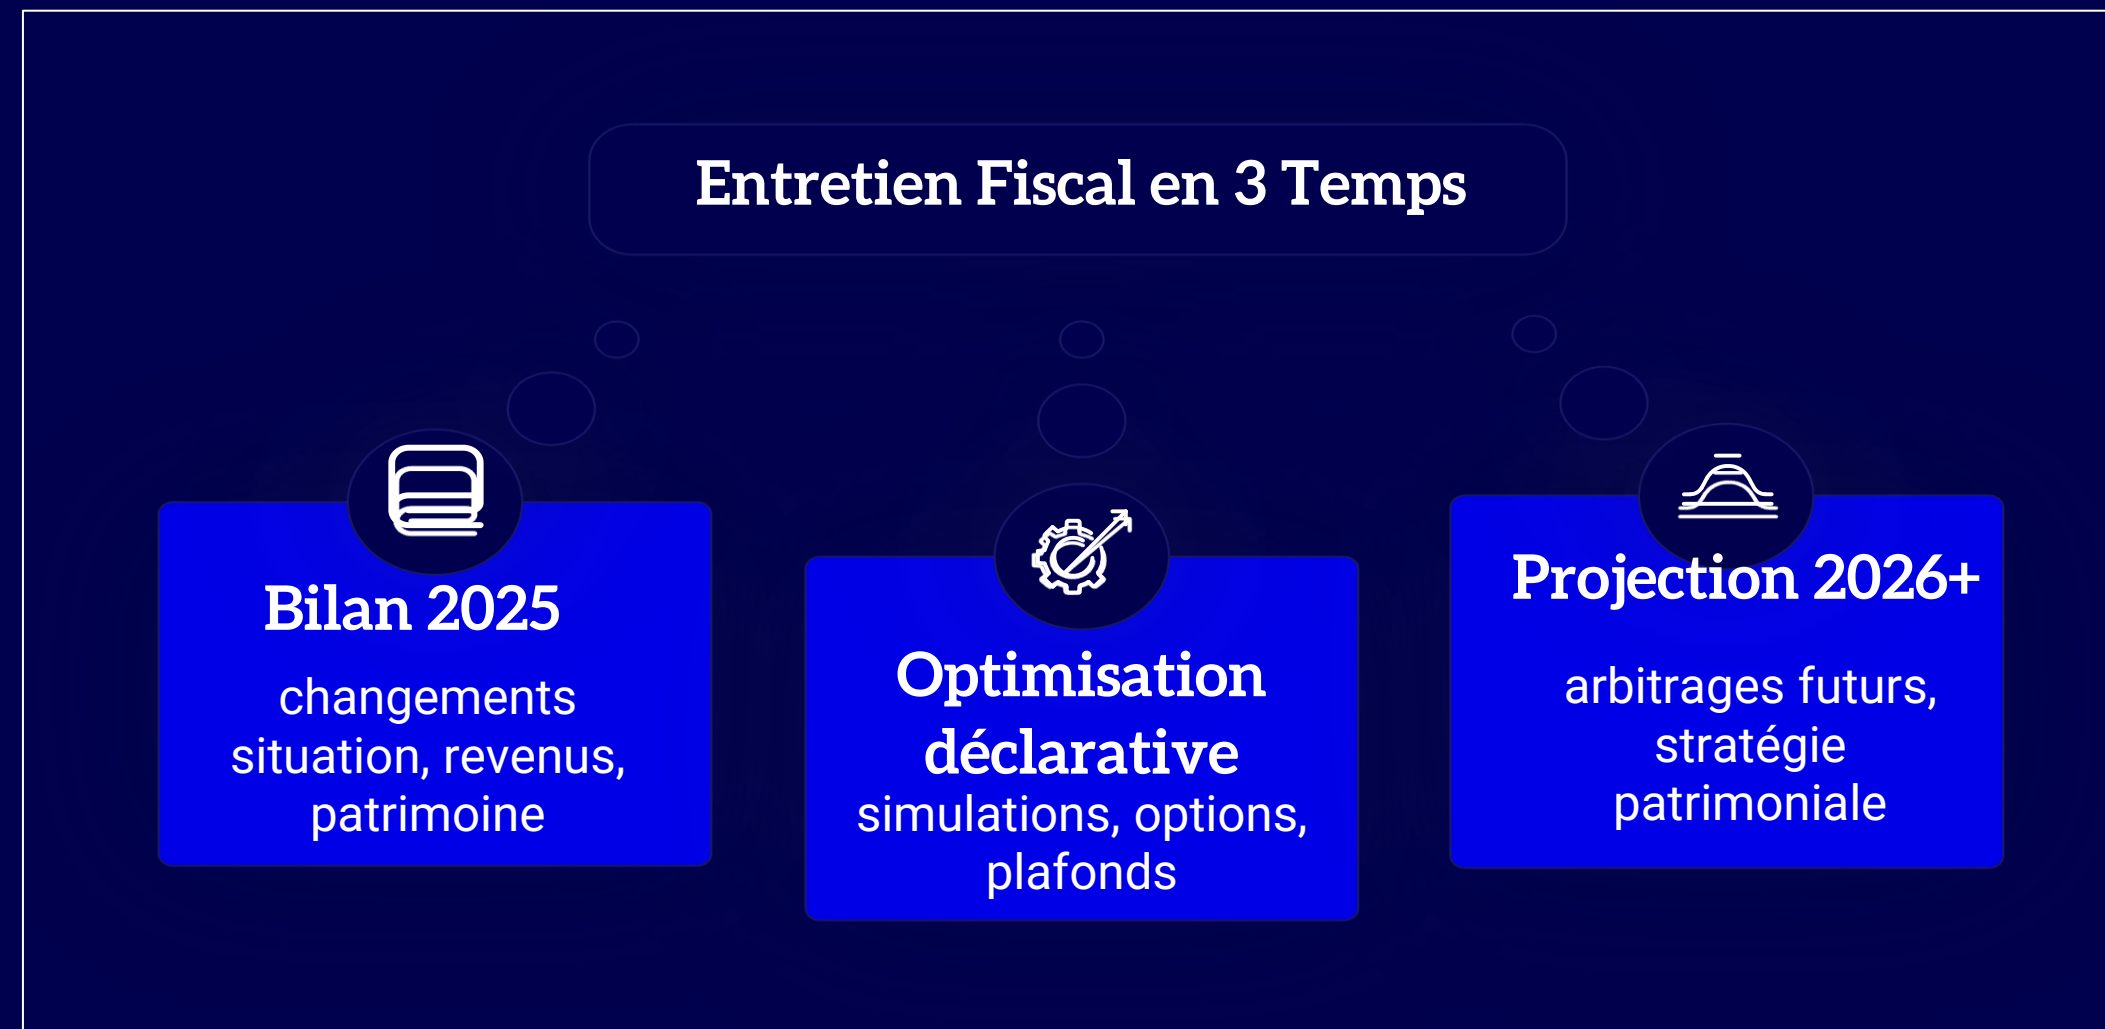 Entretien Fiscal en 3 Temps
Bilan 2025
changements
situation, revenus,
patrimoine
Optimisation
déclarative
simulations, options,
plafonds
Projection 2026+
arbitrages futurs,
stratégie
patrimoniale